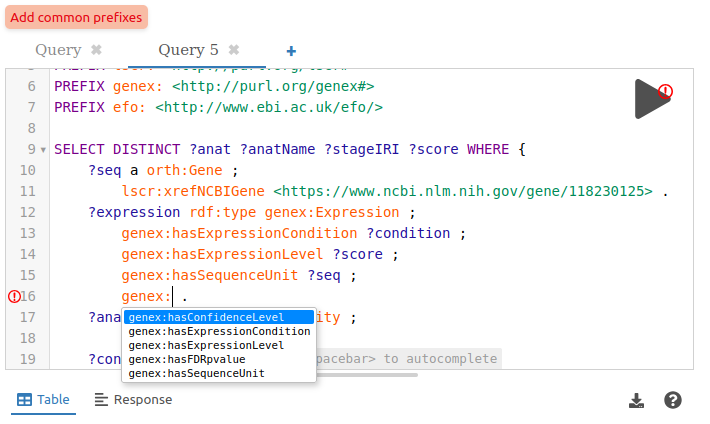 Add common prefixes
Query ✖ Query 5 ✖ +
6 PREFIX genex: <http://purl.org/genex#>
7 PREFIX efo: <http://www.ebi.ac.uk/efo/>
8
9 SELECT DISTINCT ?anat ?anatName ?stageIRI ?score WHERE {
10 ?seq a orth:Gene ;
11 lscr:xrefNCBIGene <https://www.ncbi.nlm.nih.gov/gene/118230125> .
12 ?expression rdf:type genex:Expression ;
13 genex:hasExpressionCondition ?condition ;
14 genex:hasExpressionLevel ?score ;
15 genex:hasSequenceUnit ?seq ;
16 genex: .
17 ?ana ity ;
18
19 ?con pacebar> to autocomplete
genex:hasConfidenceLevel
genex:hasExpressionCondition
genex:hasExpressionLevel
genex:hasFDRpvalue
genex:hasSequenceUnit
Table Response